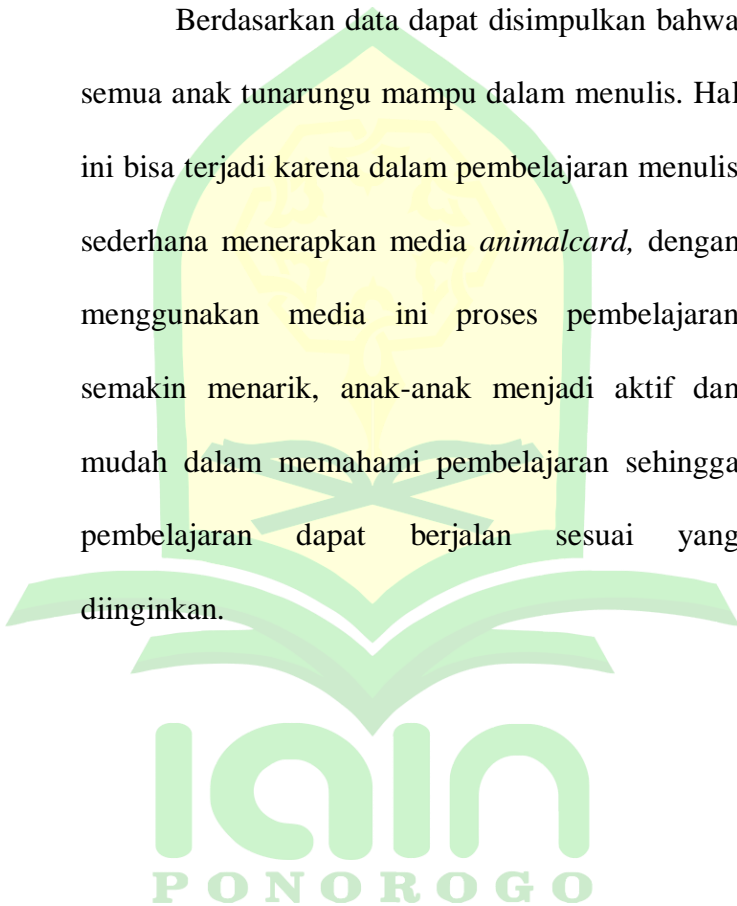 Berdasarkan data dapat disimpulkan bahwa
semua anak tunarungu mampu dalam menulis. Hal
ini bisa terjadi karena dalam pembelajaran menulis
sederhana menerapkan media animalcard, dengan
menggunakan media ini proses pembelajaran
semakin menarik, anak-anak menjadi aktif dan
mudah dalam memahami pembelajaran sehingga
pembelajaran dapat berjalan sesuai yang
diinginkan.
iain
PONOROGO